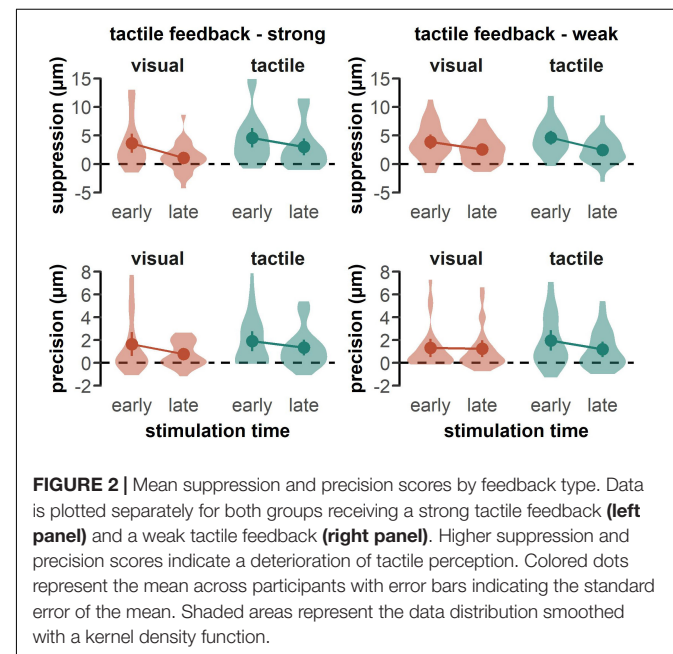 tactile feedback - strong
tactile feedback - weak
visual
tactile
visual
tactile
suppression (µm)
15
10
5
0
-5
early
late
early
late
suppression (µm)
15
10
5
0
-5
early
late
early
late
visual
tactile
visual
tactile
precision (µm)
8
6
4
2
0
-2
early
late
early
late
stimulation time
precision (µm)
8
6
4
2
0
-2
early
late
early
late
stimulation time
FIGURE 2 | Mean suppression and precision scores by feedback type. Data
is plotted separately for both groups receiving a strong tactile feedback (left
panel) and a weak tactile feedback (right panel). Higher suppression and
precision scores indicate a deterioration of tactile perception. Colored dots
represent the mean across participants with error bars indicating the standard
error of the mean. Shaded areas represent the data distribution smoothed
with a kernel density function.